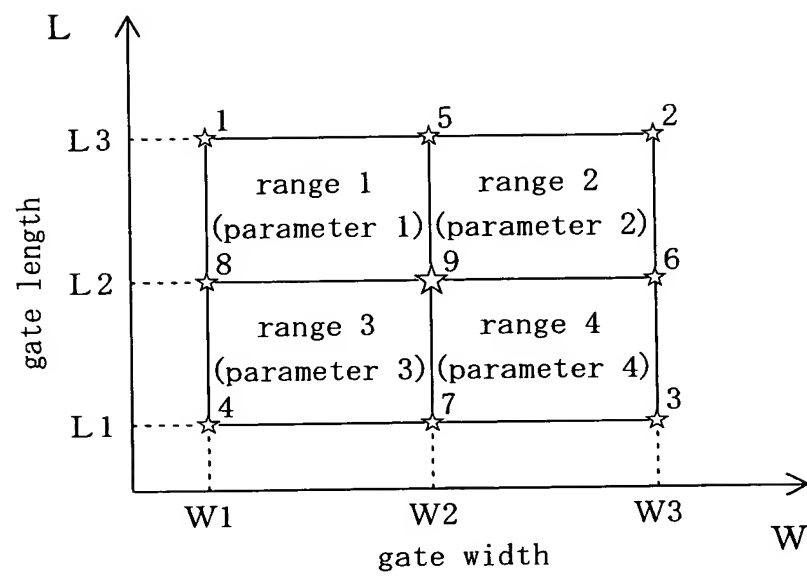 L
1 5 2
L3
range 1 range 2
(parameter 1) (parameter 2)
8 9 6
L2
gate length
range 3 range 4
(parameter 3) (parameter 4)
4 7 3
L1
W1 W2 W3
W
gate width